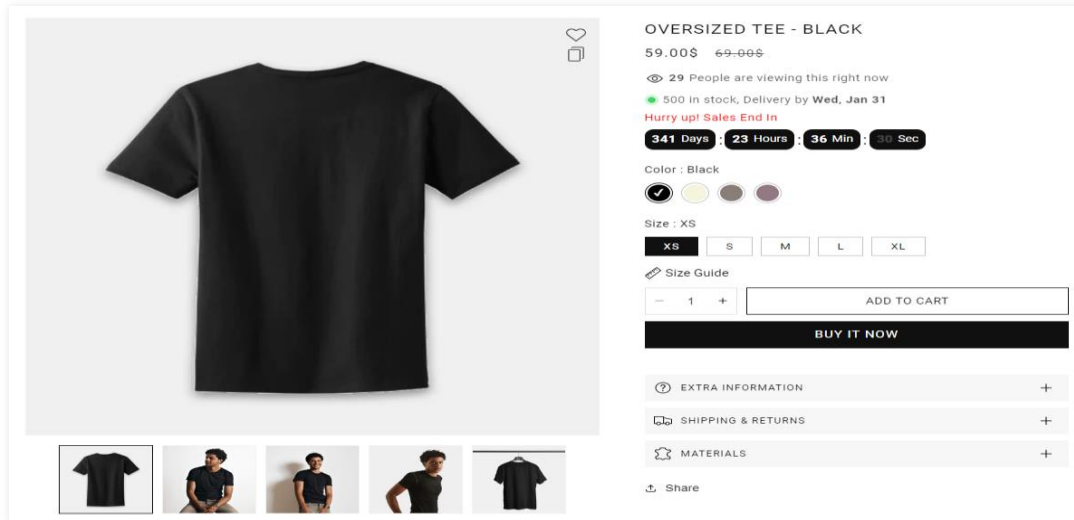 OVERSIZED TEE - BLACK
59.00$ 69.00$
29 People are viewing this right now
500 in stock, Delivery by Wed, Jan 31
Hurry up! Sales End In
341 Days : 23 Hours : 36 Min : 30 Sec
Color : Black
Size : XS
XS S M L XL
Size Guide
− 1 + ADD TO CART
BUY IT NOW
EXTRA INFORMATION +
SHIPPING & RETURNS +
MATERIALS +
Share